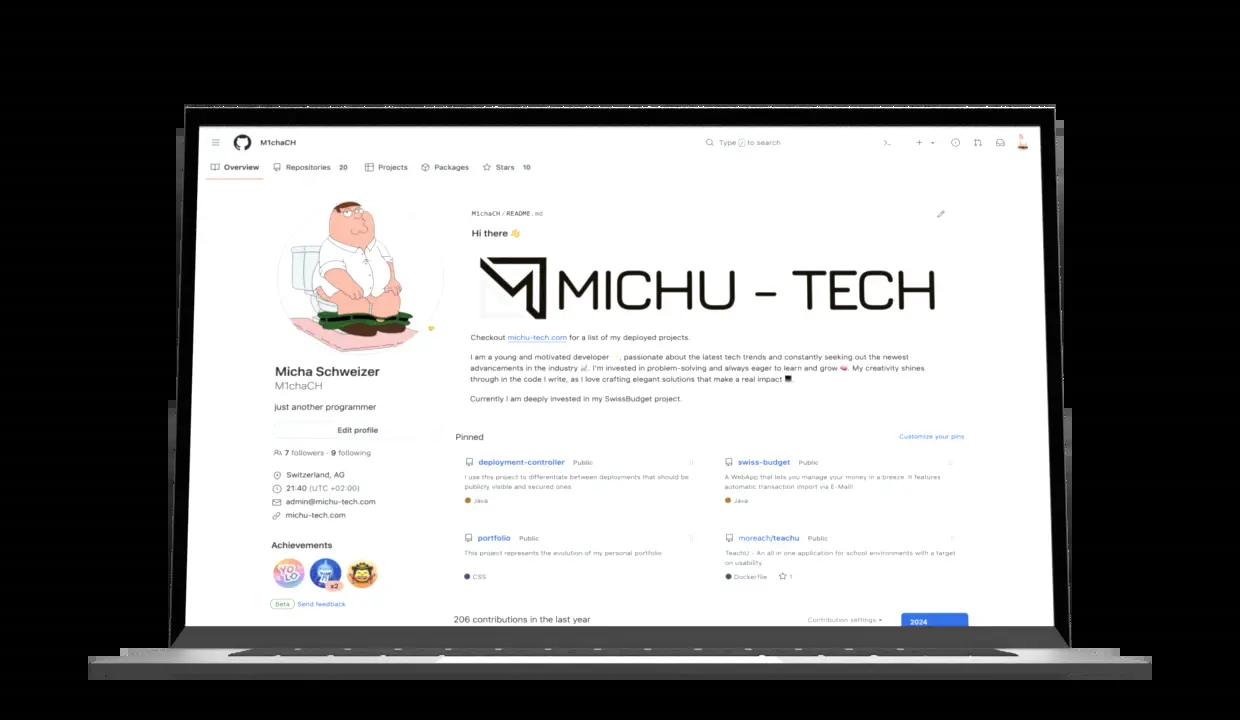 M1chaCH
Type / to search
Overview Repositories 20 Projects Packages Stars 10
M1chaCH / README.md
Hi there 👋
MICHU - TECH
Checkout michu-tech.com for a list of my deployed projects.
I am a young and motivated developer, passionate about the latest tech trends and constantly seeking out the newest
advancements in the industry. I'm invested in problem-solving and always eager to learn and grow. My creativity shines
through in the code I write, as I love crafting elegant solutions that make a real impact.
Currently I am deeply invested in my SwissBudget project.
Micha Schweizer
M1chaCH
just another programmer
Edit profile
7 followers · 9 following
Switzerland, AG
21:40 (UTC +02:00)
admin@michu-tech.com
michu-tech.com
Achievements
YOLO
x2
Beta Send feedback
Pinned
Customize your pins
deployment-controller Public
I use this project to differentiate between deployments that should be
publicly visible and secured ones
Java
swiss-budget Public
A WebApp that lets you manage your money in a breeze. It features
automatic transaction import via E-Mail!
Java
portfolio Public
This project represents the evolution of my personal portfolio
CSS
moreach/teachu Public
TeachU - An all in one application for school environments with a target
on usability.
Dockerfile 1
206 contributions in the last year
Contribution settings
2024